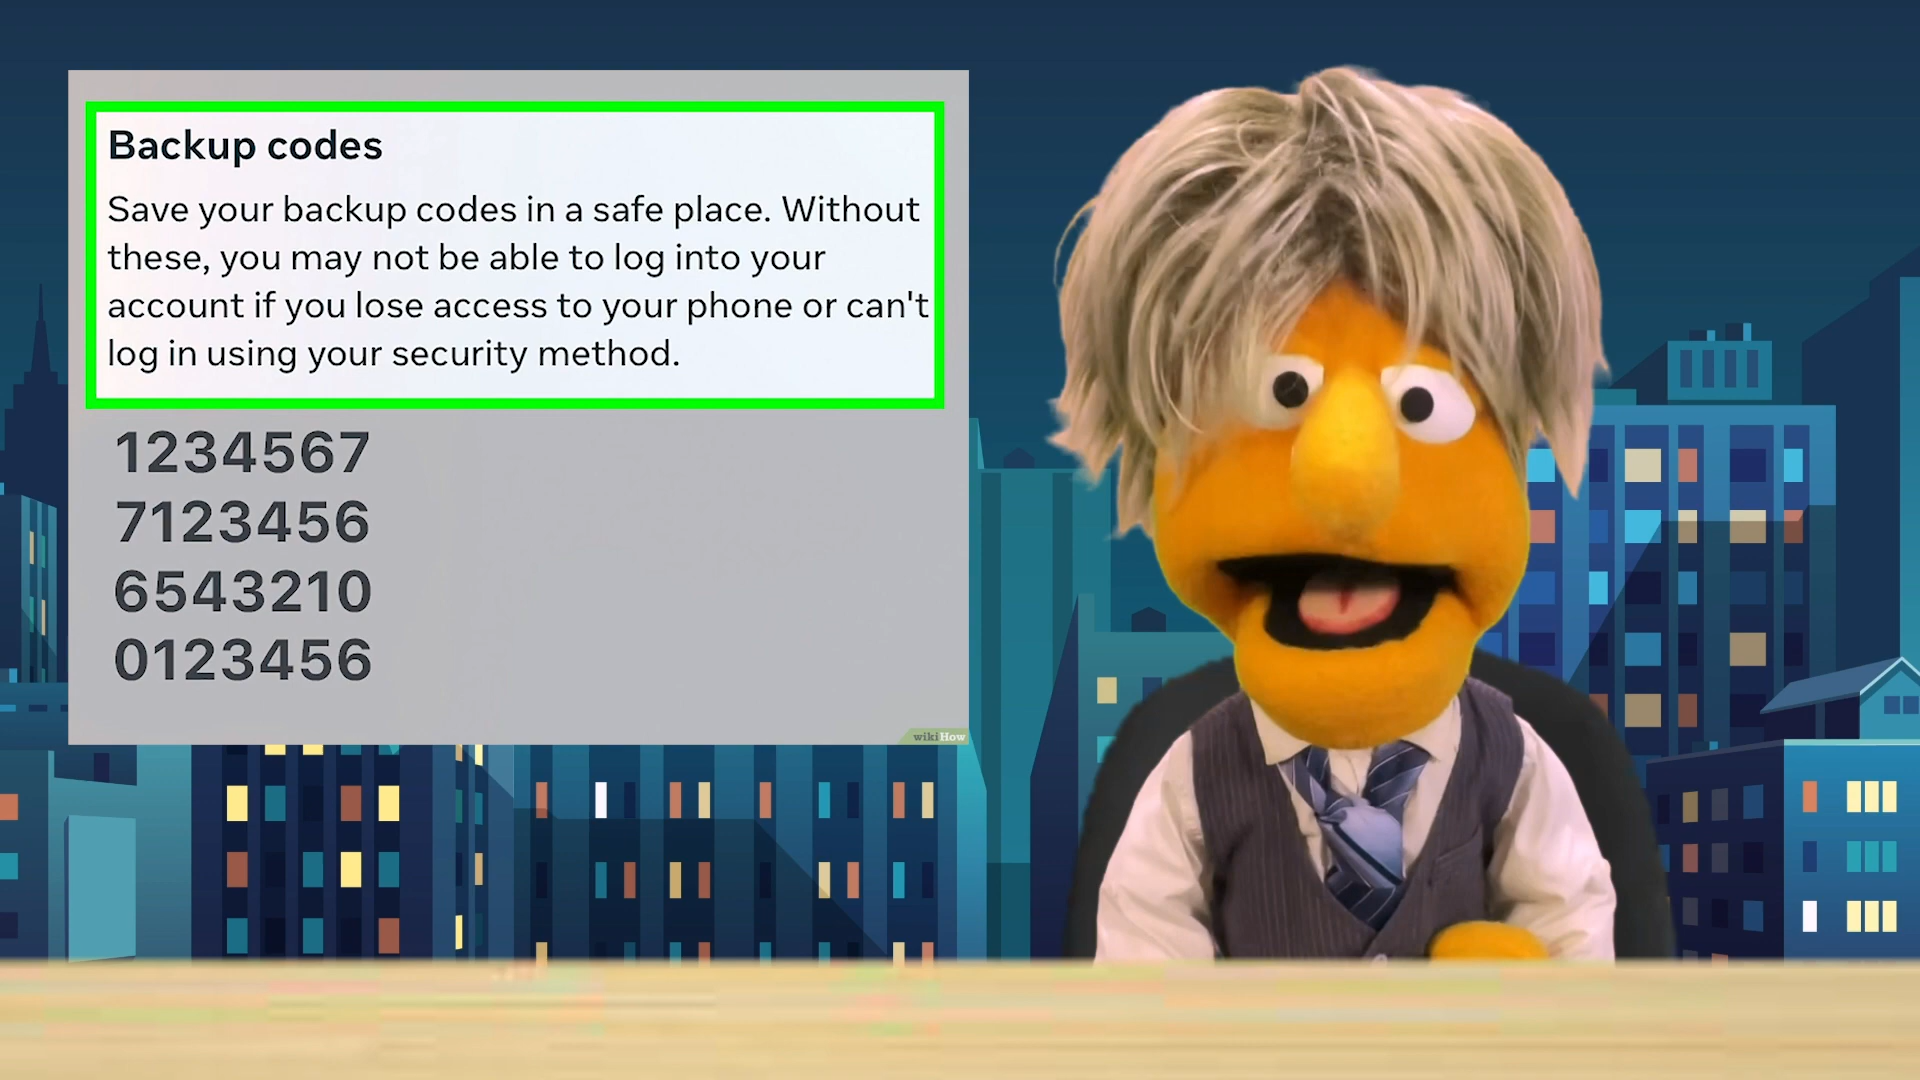 Backup codes
Save your backup codes in a safe place. Without
these, you may not be able to log into your
account if you lose access to your phone or can't
log in using your security method.
1234567
7123456
6543210
0123456
wikiHow